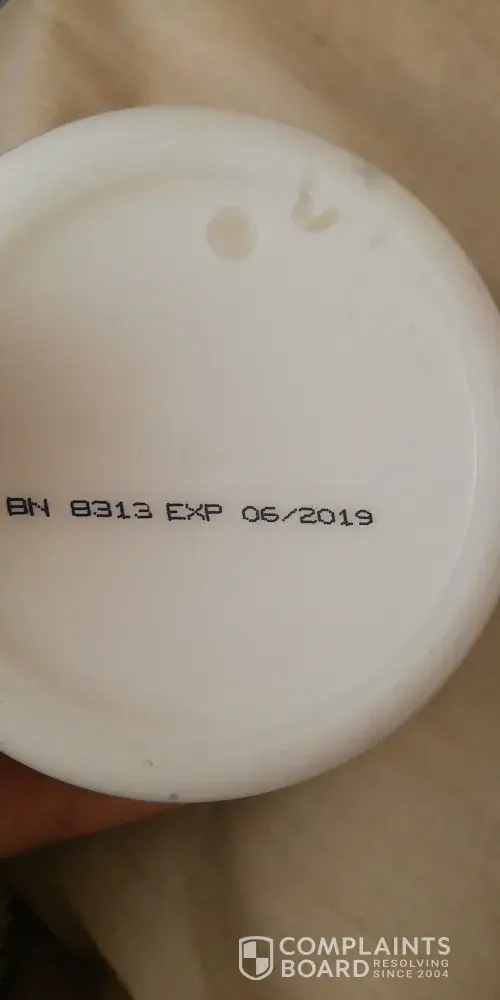 BN 8313 EXP 06/2019
COMPLAINTS
BOARD RESOLVING
SINCE 2004